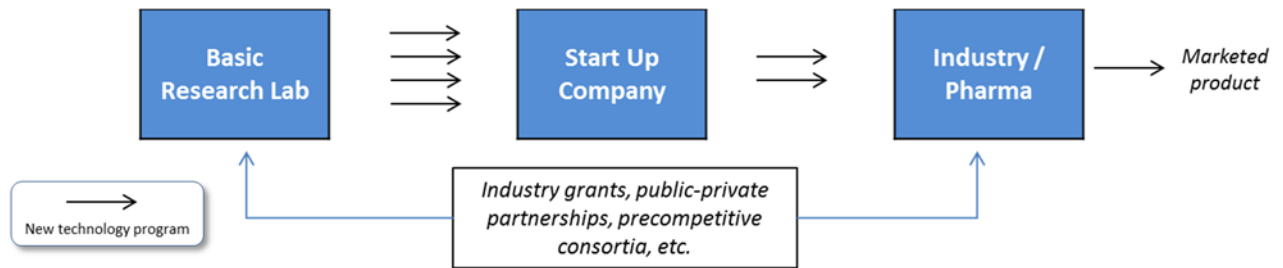 Basic
Research Lab
Start Up
Company
Industry /
Pharma
Marketed
product
Industry grants, public-private
partnerships, precompetitive
consortia, etc.
New technology program